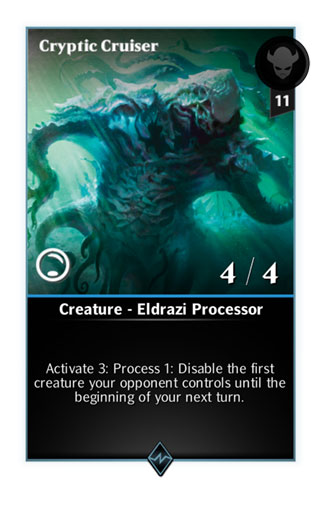 Cryptic Cruiser
11
4 / 4
Creature - Eldrazi Processor
Activate 3: Process 1: Disable the first
creature your opponent controls until the
beginning of your next turn.